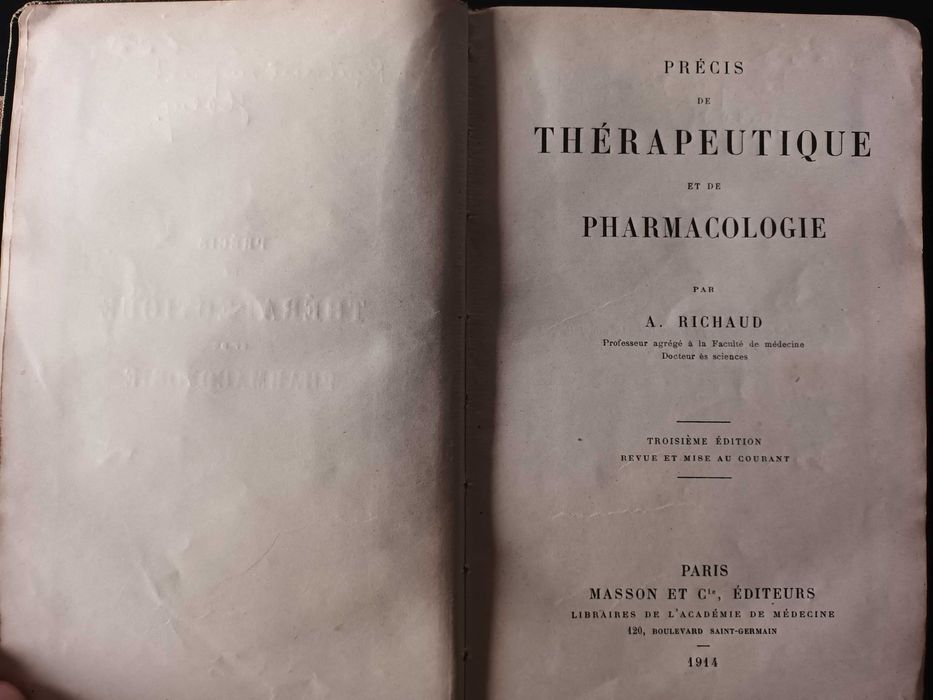 PRÉCIS
DE
THÉRAPEUTIQUE
ET DE
PHARMACOLOGIE
PAR
A. RICHAUD
Professeur agrégé à la Faculté de médecine
Docteur ès sciences
TROISIÈME ÉDITION
REVUE ET MISE AU COURANT
PARIS
MASSON ET Cie, ÉDITEURS
LIBRAIRES DE L'ACADÉMIE DE MÉDECINE
120, BOULEVARD SAINT-GERMAIN
1914